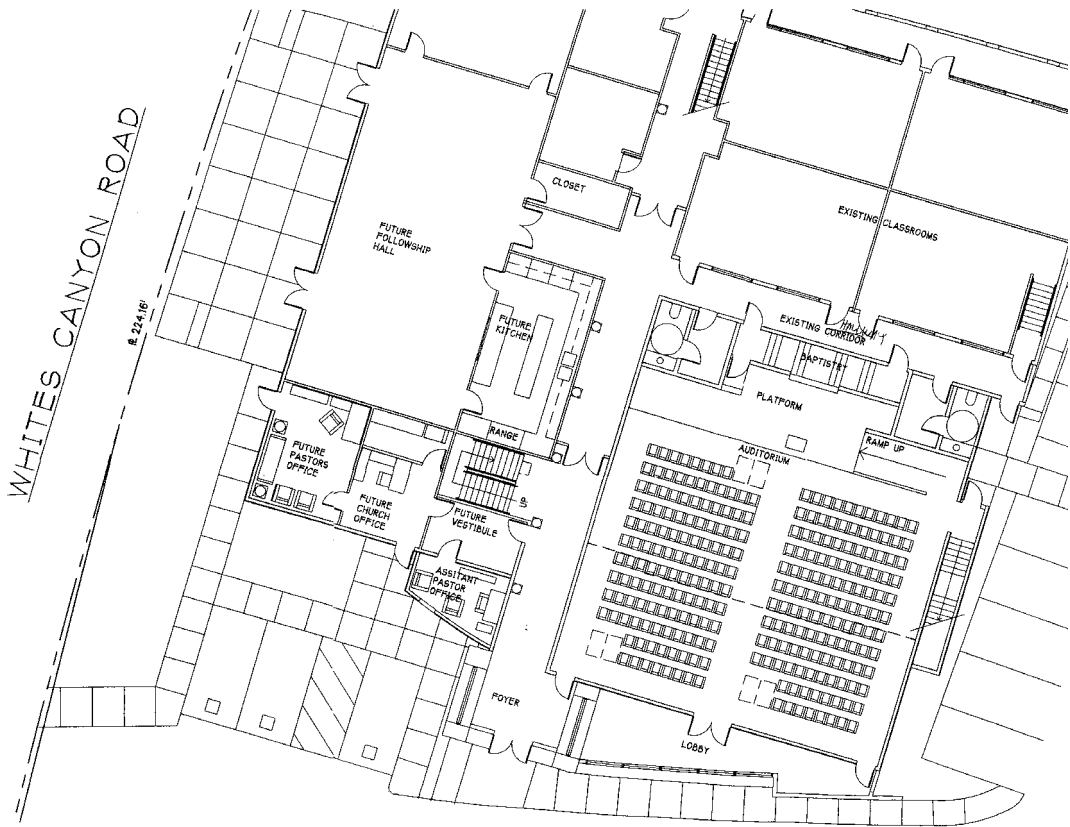 WHITES CANYON ROAD
224.16'
CLOSET
EXISTING CLASSROOMS
FUTURE
FOLLOWSHIP
HALL
FUTURE
KITCHEN
EXISTING CORRIDOR
BAPTISTRY
PLATFORM
RANGE
AUDITORIUM
RAMP UP
FUTURE
PASTORS
OFFICE
FUTURE
CHURCH
OFFICE
FUTURE
VESTIBULE
ASSITANT
PASTOR
OFFICE
FOYER
LOBBY